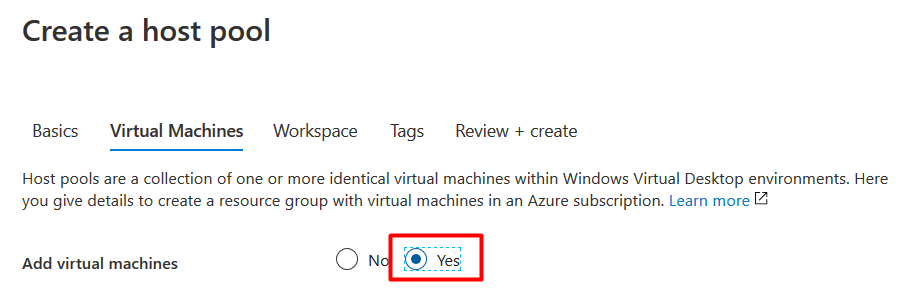 Create a host pool
Basics Virtual Machines Workspace Tags Review + create
Host pools are a collection of one or more identical virtual machines within Windows Virtual Desktop environments. Here
you give details to create a resource group with virtual machines in an Azure subscription. Learn more
Add virtual machines No Yes